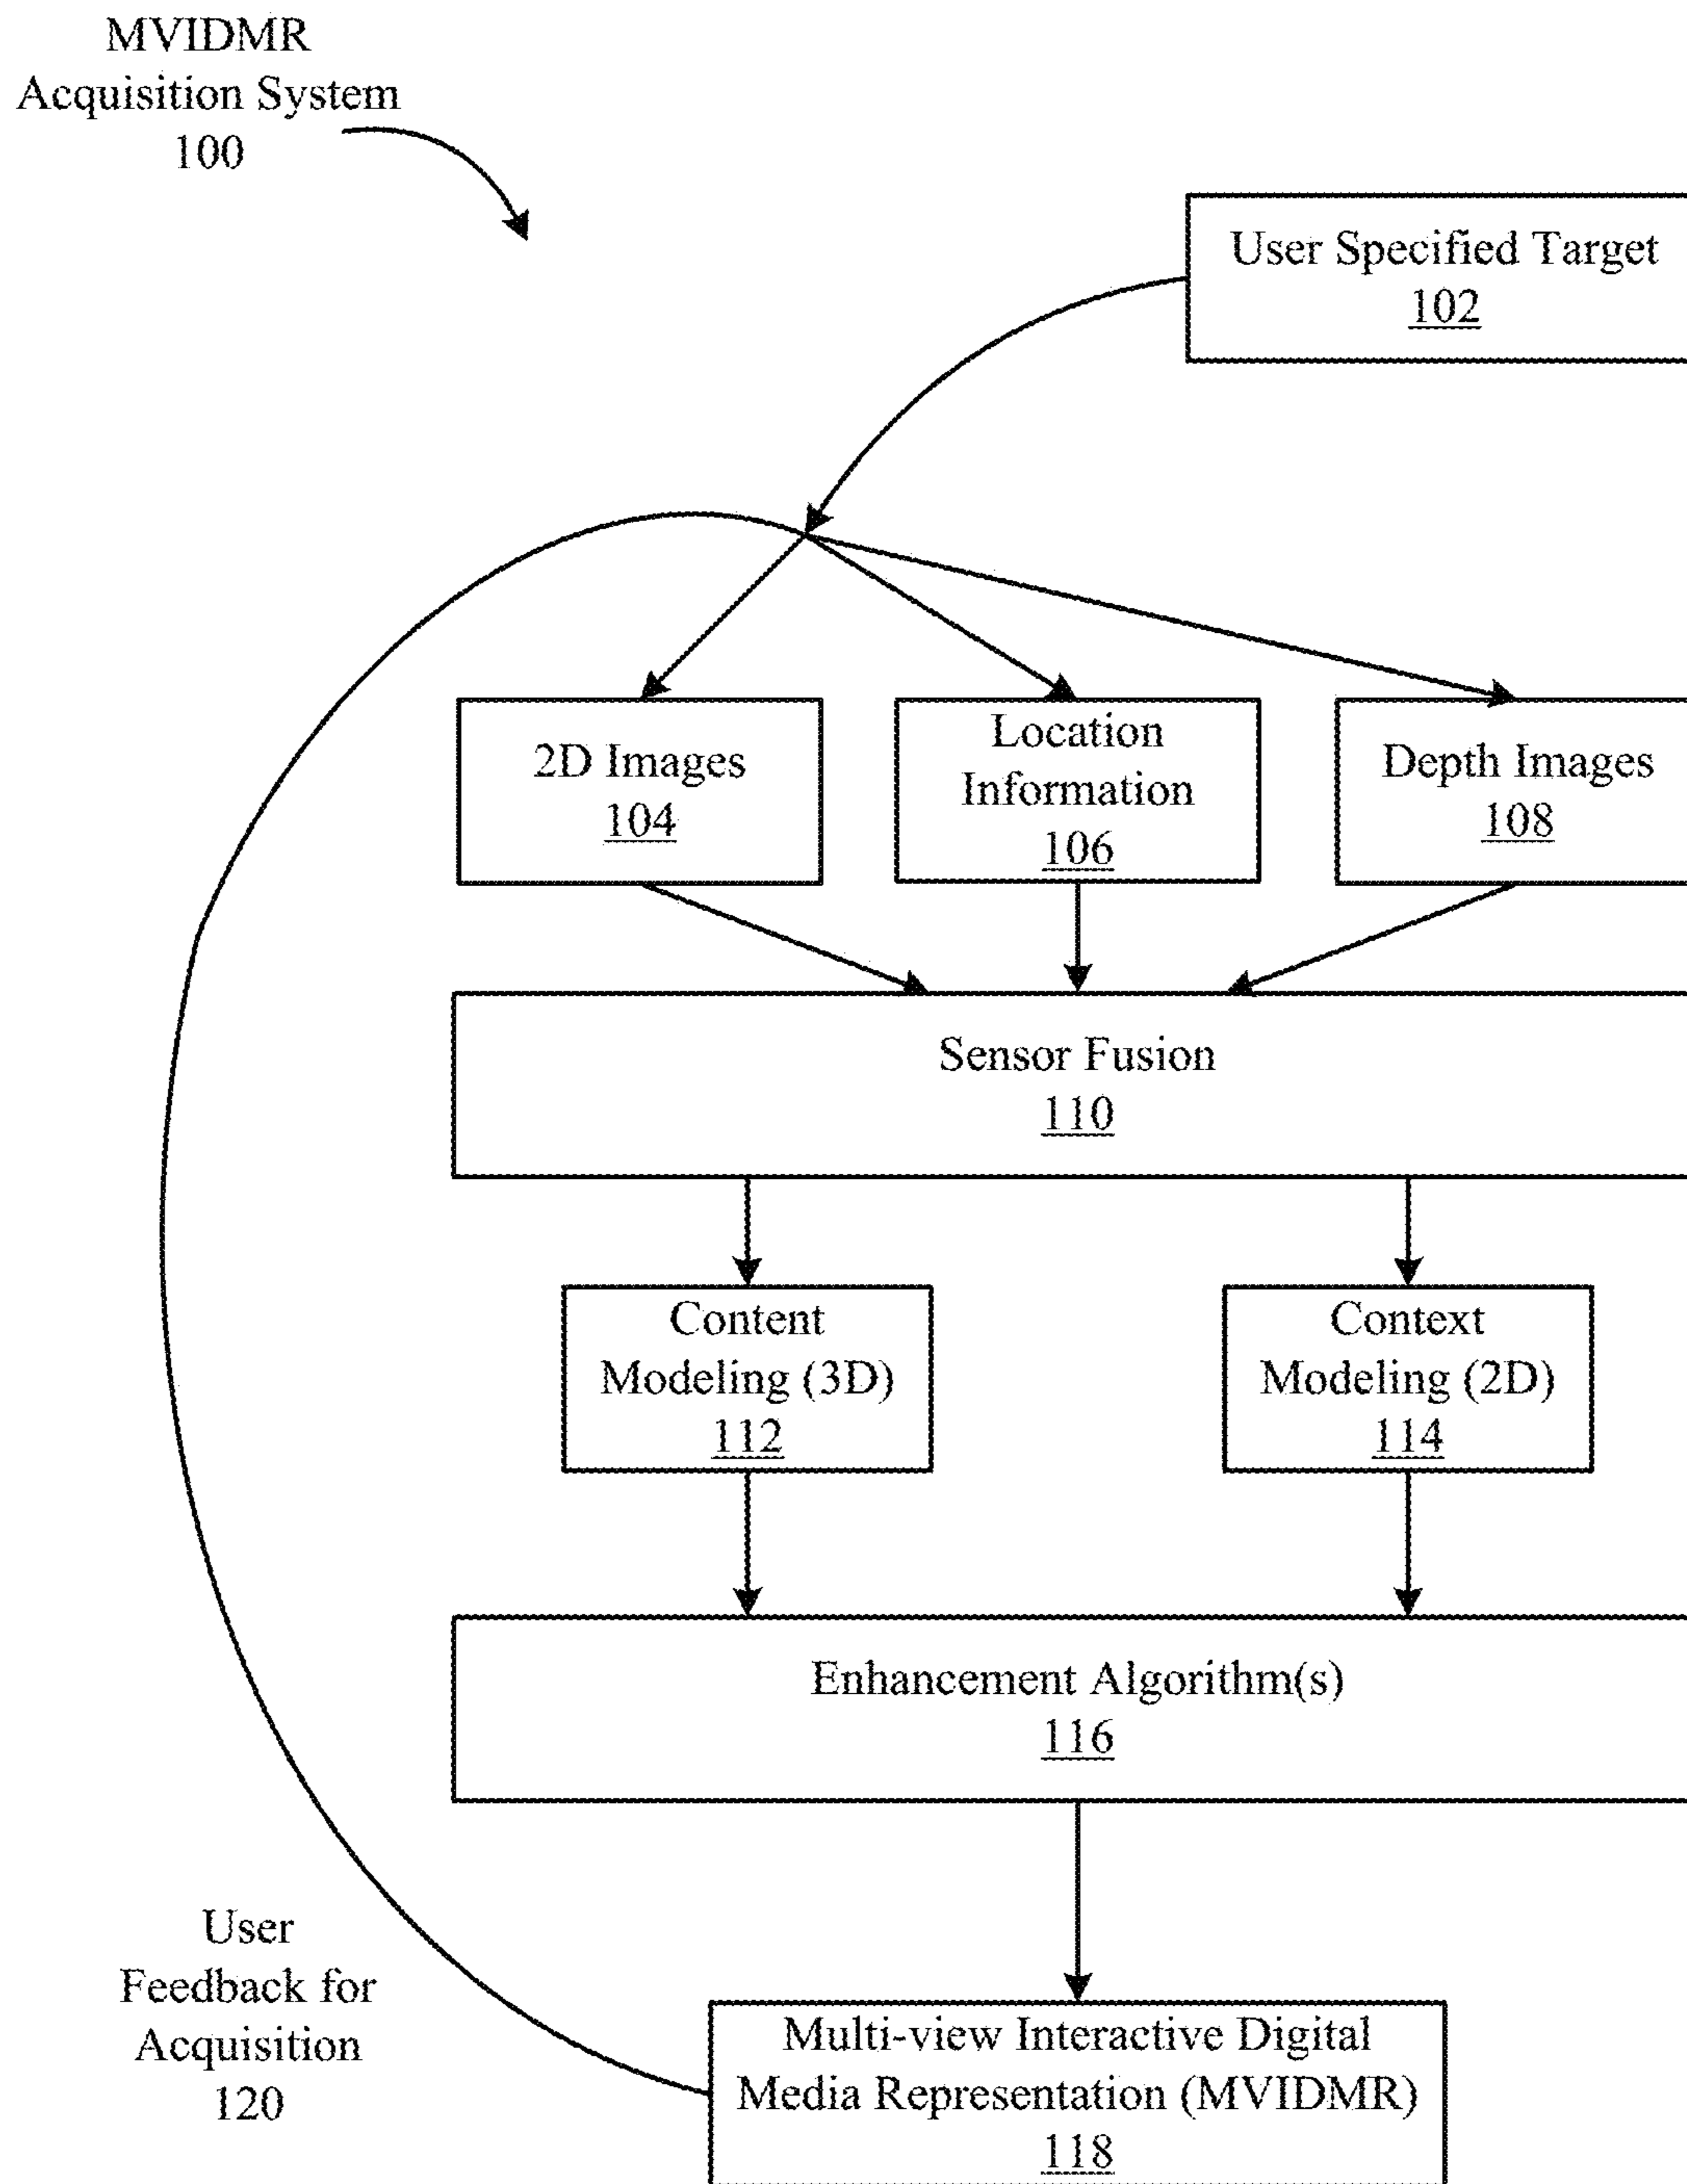 MVIDMR
Acquisition System
100
User Specified Target
102
2D Images
104
Location
Information
106
Depth Images
108
Sensor Fusion
110
Content
Modeling (3D)
112
Context
Modeling (2D)
114
Enhancement Algorithm(s)
116
User
Feedback for
Acquisition
120
Multi-view Interactive Digital
Media Representation (MVIDMR)
118